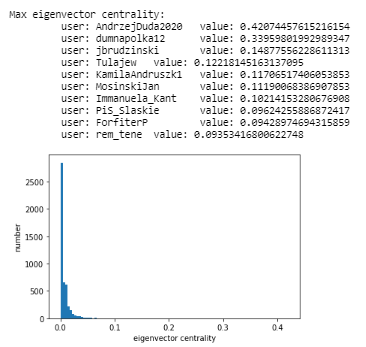 Max eigenvector centrality:
user: AndrzejDuda2020 value: 0.42074457615216154
user: dumnapolka12 value: 0.33959801992989347
user: jbrudzinski value: 0.14877556228611313
user: Tulajew value: 0.12218145163137095
user: KamilaAndruszk1 value: 0.11706517406053853
user: MosinskiJan value: 0.11190068386907853
user: Immanuela_Kant value: 0.10214153280676908
user: PiS_Slaskie value: 0.09624255886872417
user: ForfiterP value: 0.09428974694315859
user: rem_tene value: 0.09353416800622748
2500
2000
1500
1000
500
0
number
0.0 0.1 0.2 0.3 0.4
eigenvector centrality